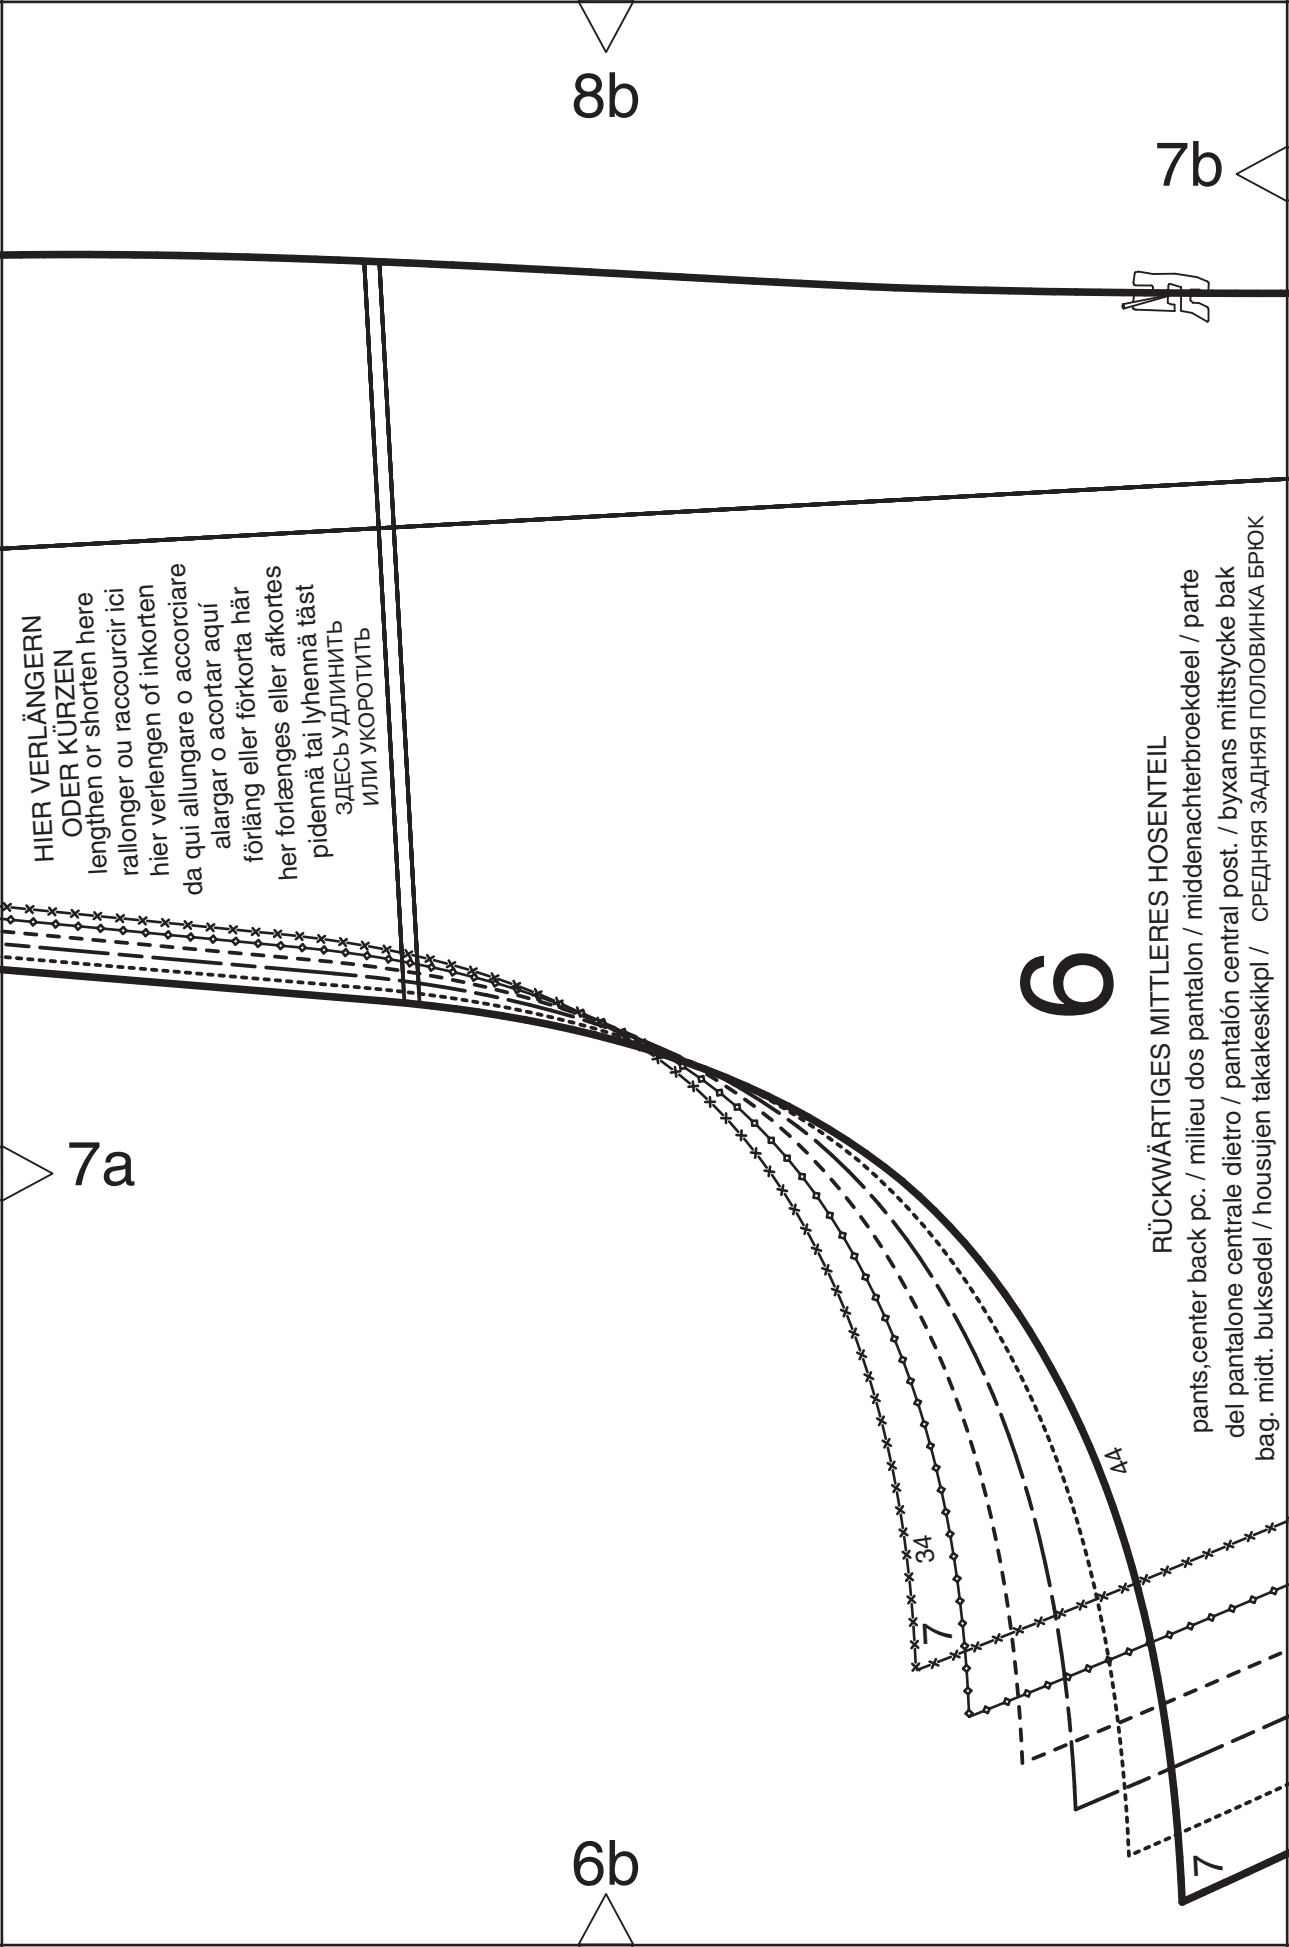 8b
7b
HIER VERLÄNGERN
ODER KÜRZEN
lengthen or shorten here
rallonger ou raccourcir ici
hier verlengen of inkorten
da qui allungare o accorciare
alargar o acortar aquí
förläng eller förkorta här
her forlænges eller afkortes
pidennä tai lyhennä täst
ЗДЕСЬ УДЛИНИТЬ
ИЛИ УКОРОТИТЬ
6
RÜCKWÄRTIGES MITTLERES HOSENTEIL
pants,center back pc. / milieu dos pantalon / middenachterbroekdeel / parte
del pantalone centrale dietro / pantalón central post. / byxans mittstycke bak
bag. midt. buksedel / housujen takakeskikpl / СРЕДНЯЯ ЗАДНЯЯ ПОЛОВИНКА БРЮК
7a
44
34
7
6b
7